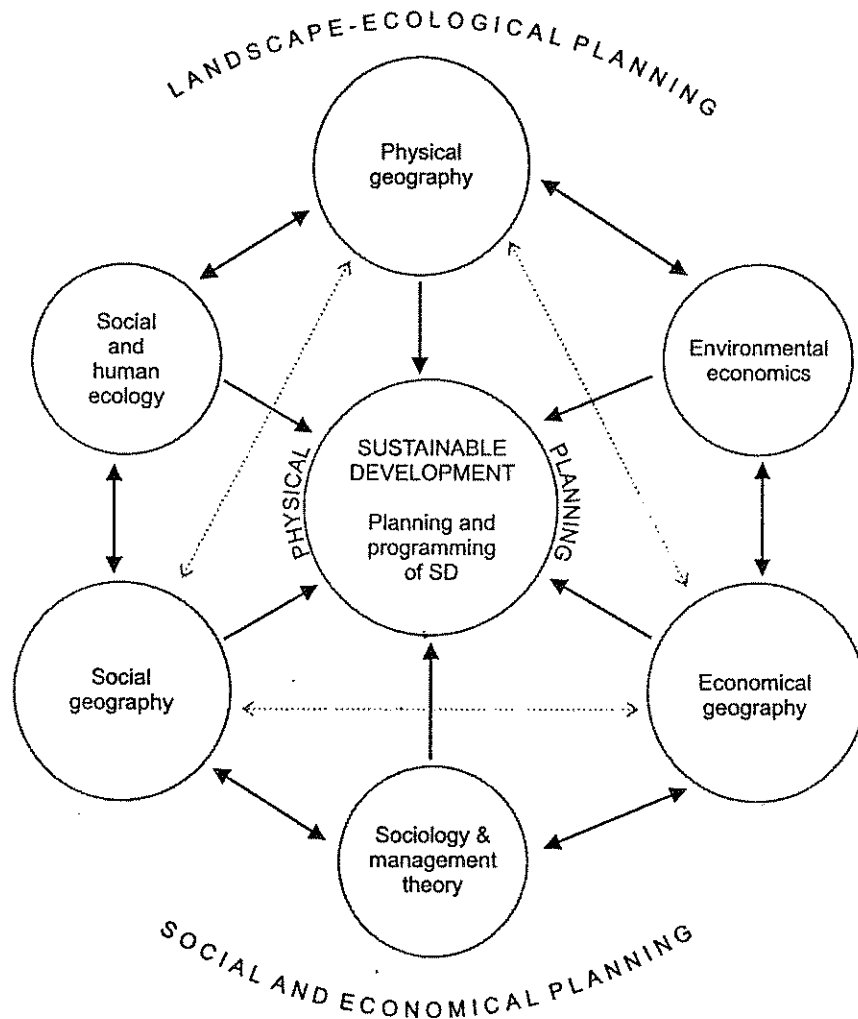 LANDSCAPE-ECOLOGICAL PLANNING
Physical
geography
Social
and
human
ecology
Environmental
economics
PHYSICAL
SUSTAINABLE
DEVELOPMENT
Planning and
programming
of SD
PLANNING
Social
geography
Economical
geography
Sociology &
management
theory
SOCIAL AND ECONOMICAL PLANNING